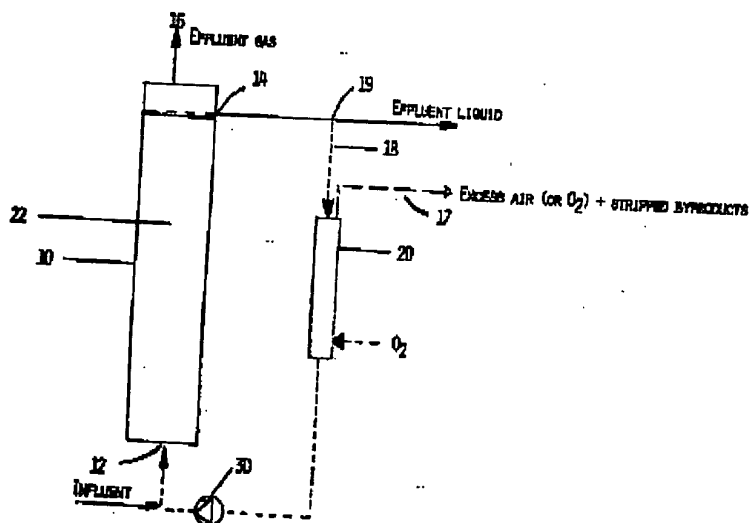 16
EFFLUENT GAS
14
19
EFFLUENT LIQUID
18
EXCESS AIR (OR O2) + STRIPPED BYPRODUCTS
17
22
20
10
O2
12
30
INFLUENT